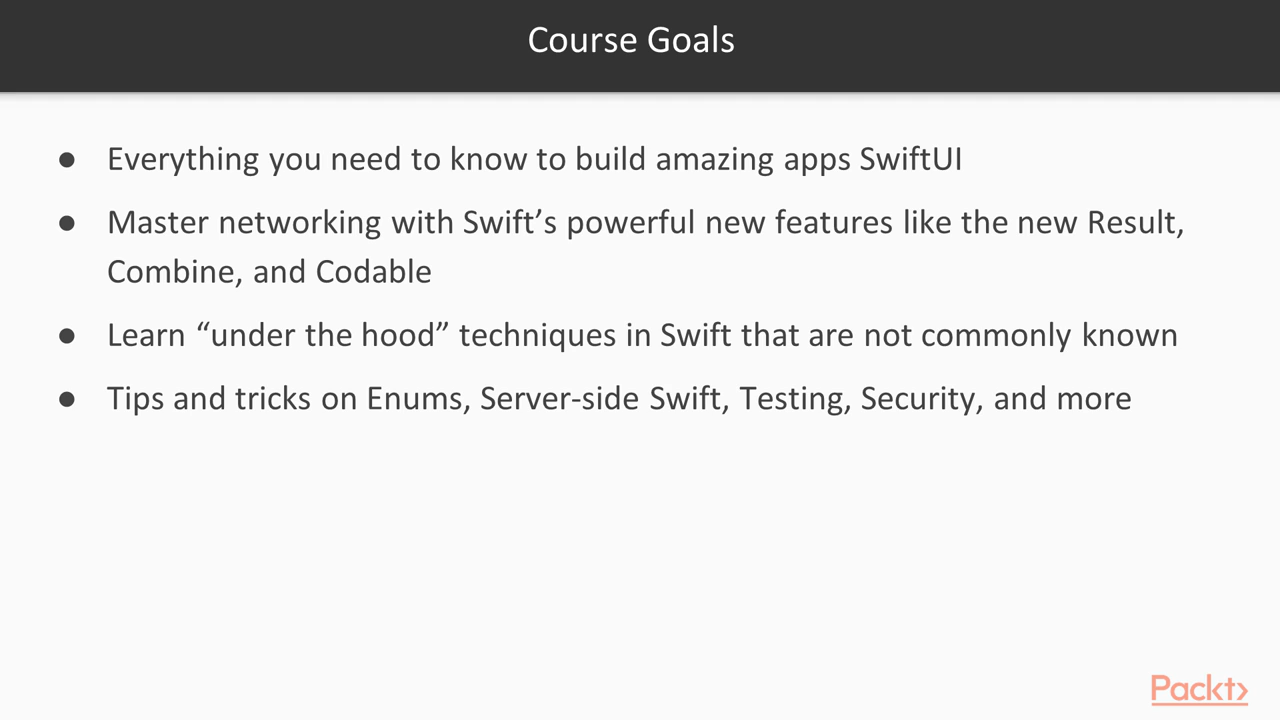 Course Goals
● Everything you need to know to build amazing apps SwiftUI
● Master networking with Swift’s powerful new features like the new Result,
Combine, and Codable
● Learn “under the hood” techniques in Swift that are not commonly known
● Tips and tricks on Enums, Server-side Swift, Testing, Security, and more
Packt>